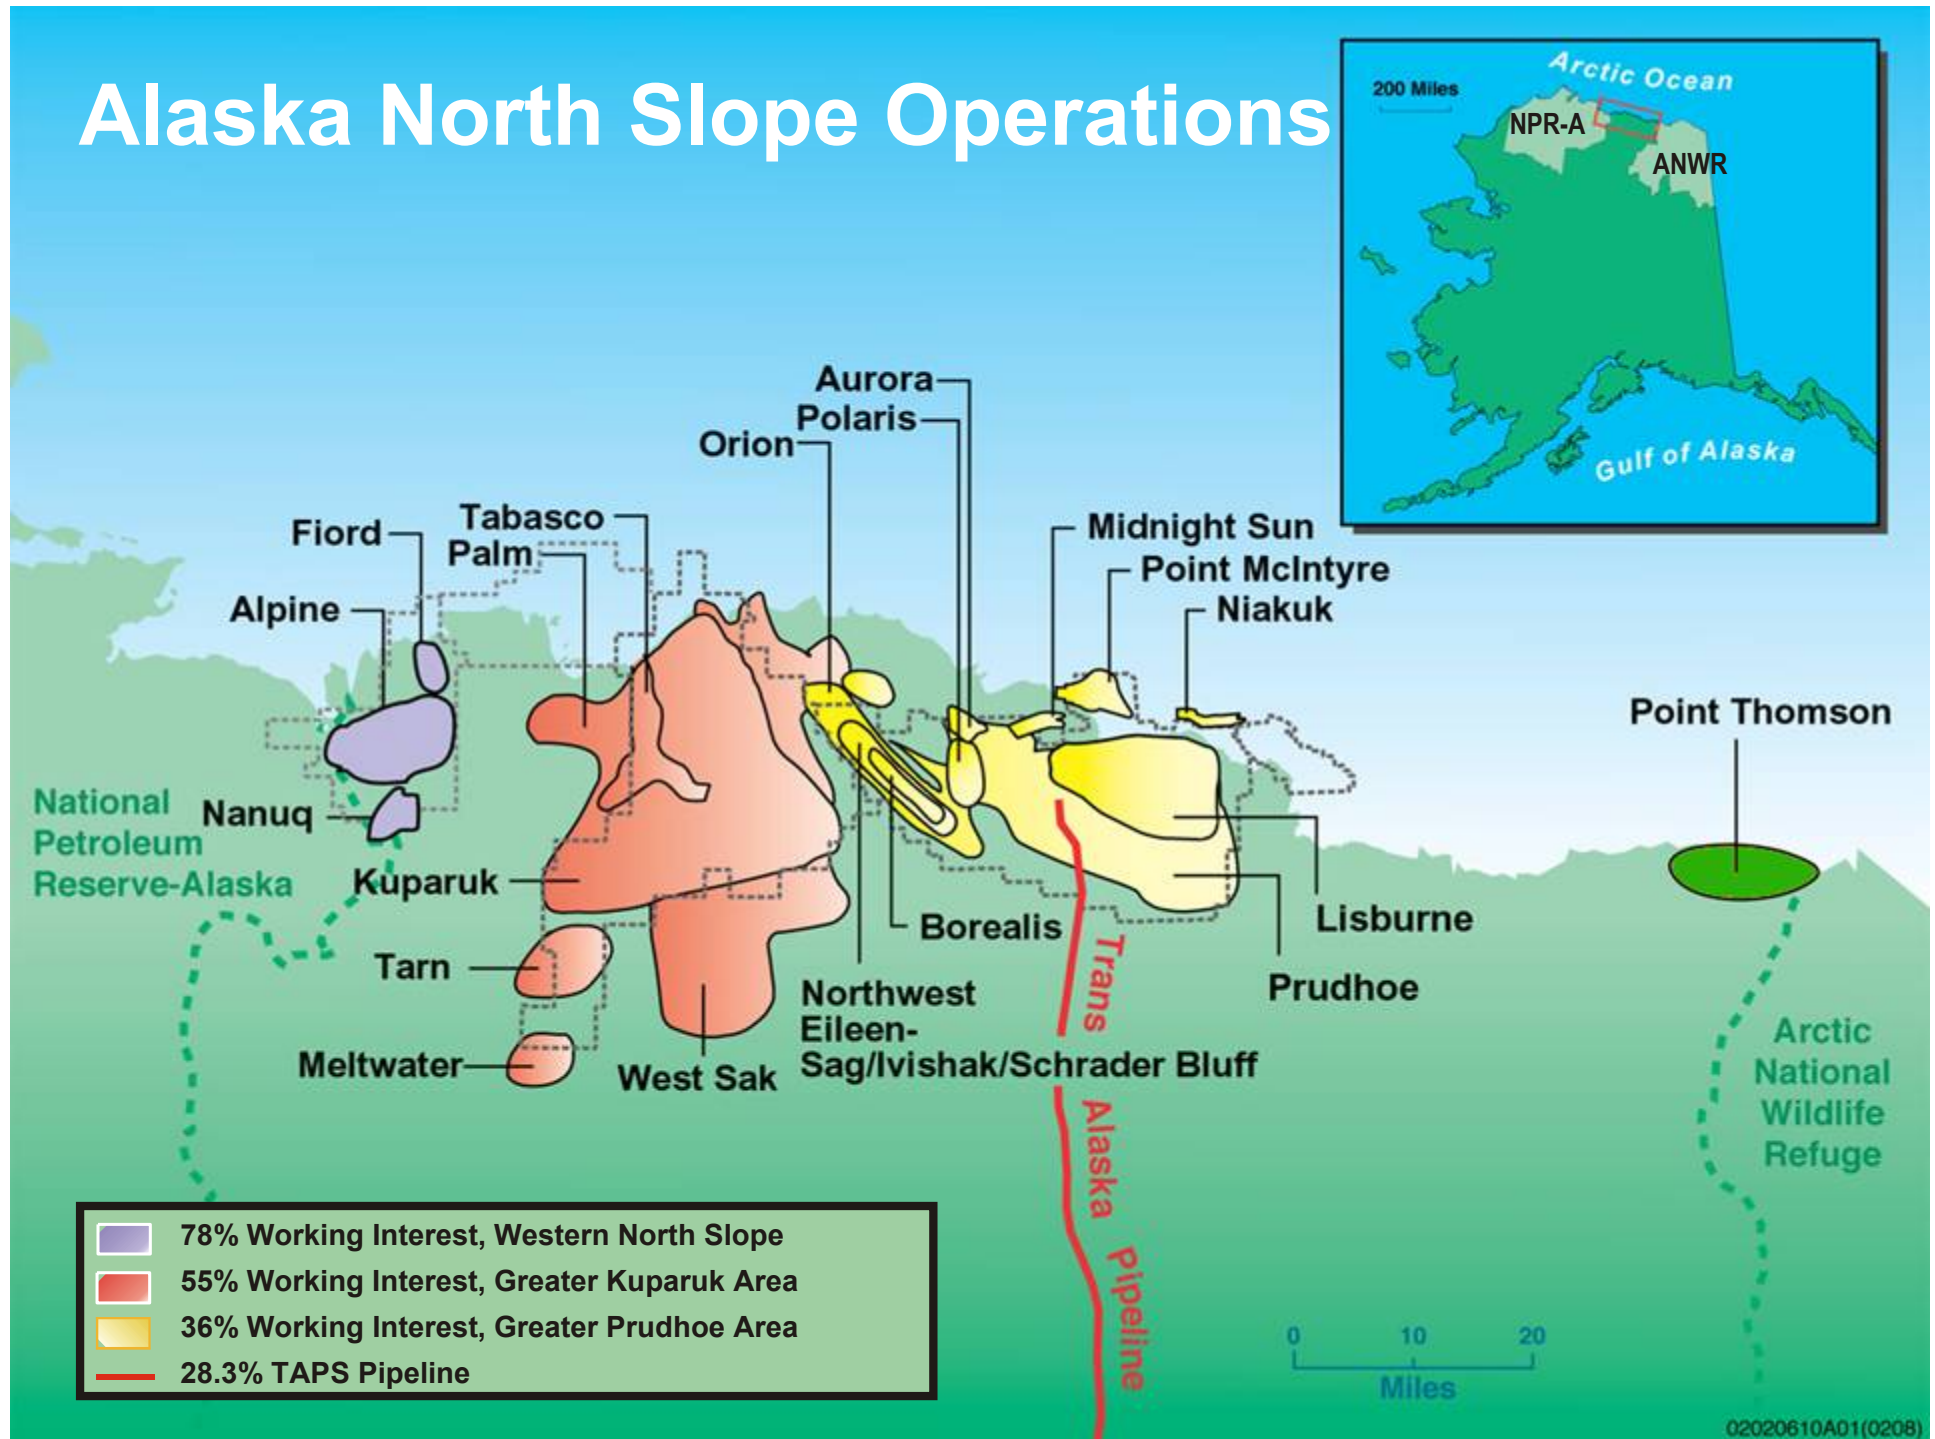 Alaska North Slope Operations
Arctic Ocean
200 Miles
NPR-A
ANWR
Gulf of Alaska
Aurora
Polaris
Orion
Tabasco
Fiord
Palm
Alpine
Midnight Sun
Point McIntyre
Niakuk
Point Thomson
National
Petroleum
Reserve-Alaska
Nanuq
Kuparuk
Tarn
Meltwater
West Sak
Borealis
Northwest
Eileen-
Sag/Ivishak/Schrader Bluff
Lisburne
Prudhoe
Trans Alaska Pipeline
Arctic
National
Wildlife
Refuge
78% Working Interest, Western North Slope
55% Working Interest, Greater Kuparuk Area
36% Working Interest, Greater Prudhoe Area
28.3% TAPS Pipeline
0 10 20
Miles
02020610A01(0208)